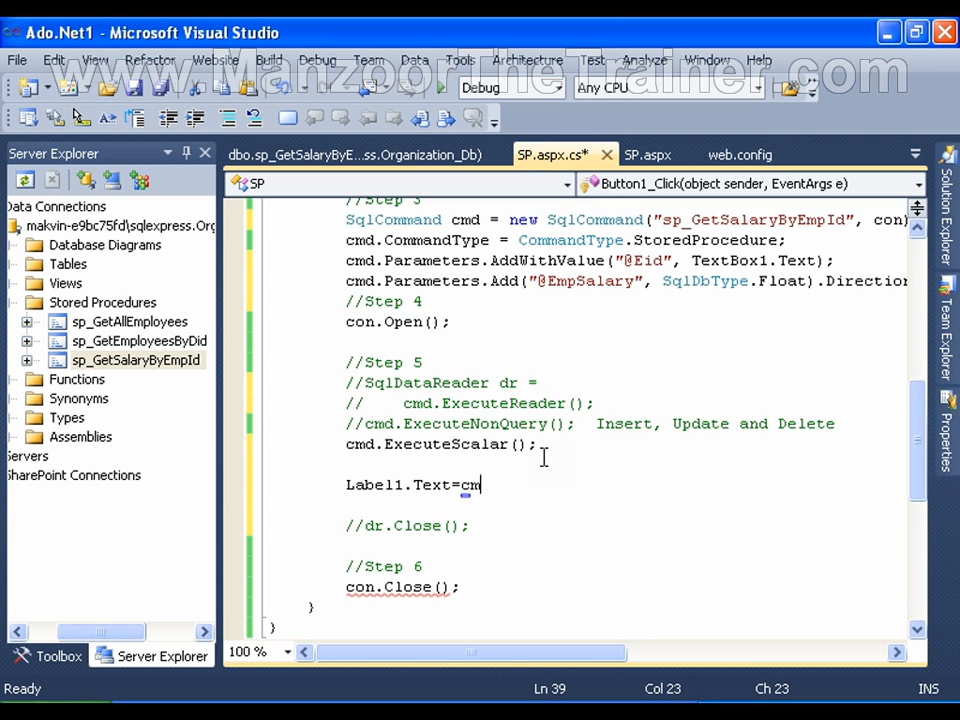 Ado.Net1 - Microsoft Visual Studio
www.ManzoorTheTrainer.com
File Edit View Refactor Website Build Debug Team Data Tools Architecture Test Analyze Window Help
Debug Any CPU
Server Explorer
dbo.sp_GetSalaryByE...ss.Organization_Db) SP.aspx.cs* SP.aspx web.config
SP Button1_Click(object sender, EventArgs e)
Data Connections
makvin-e9bc75fd\sqlexpress.Org
Database Diagrams
Tables
Views
Stored Procedures
sp_GetAllEmployees
sp_GetEmployeesByDid
sp_GetSalaryByEmpId
Functions
Synonyms
Types
Assemblies
Servers
SharePoint Connections
Toolbox Server Explorer
//Step 3
SqlCommand cmd = new SqlCommand("sp_GetSalaryByEmpId", con)
cmd.CommandType = CommandType.StoredProcedure;
cmd.Parameters.AddWithValue("@Eid", TextBox1.Text);
cmd.Parameters.Add("@EmpSalary", SqlDbType.Float).Direction
//Step 4
con.Open();
//Step 5
//SqlDataReader dr =
// cmd.ExecuteReader();
//cmd.ExecuteNonQuery(); Insert, Update and Delete
cmd.ExecuteScalar();
Label1.Text=cm
//dr.Close();
//Step 6
con.Close();
}
}
100 %
Solution Explorer
Team Explorer
Properties
Ready Ln 39 Col 23 Ch 23 INS